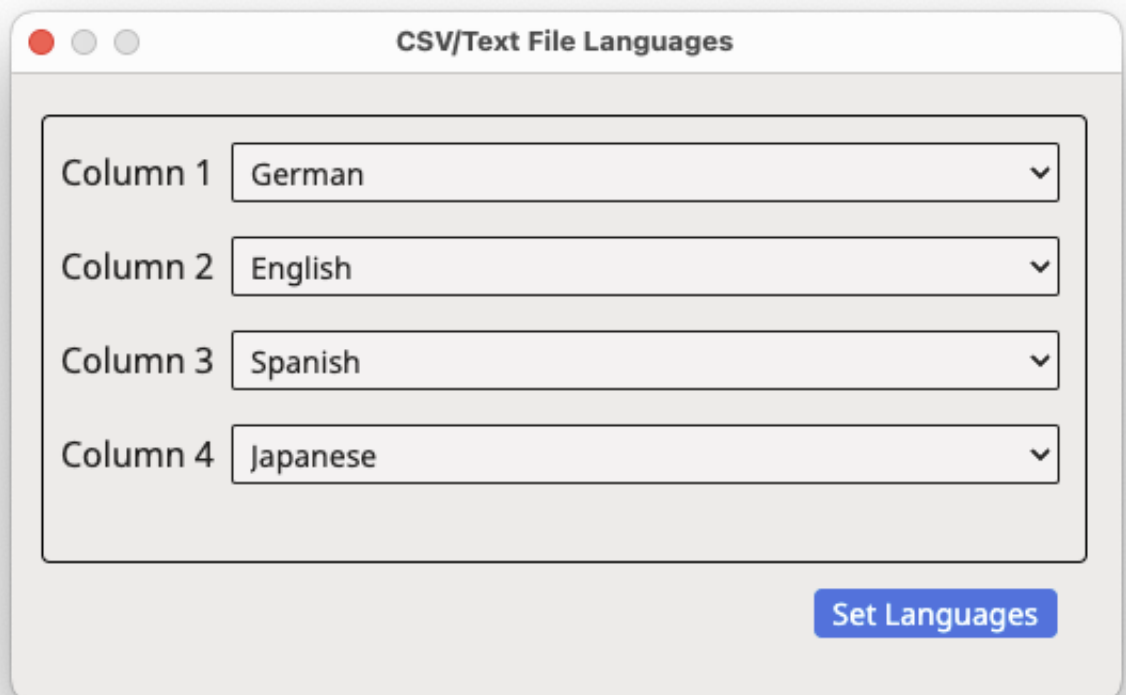 CSV/Text File Languages
Column 1 German
Column 2 English
Column 3 Spanish
Column 4 Japanese
Set Languages